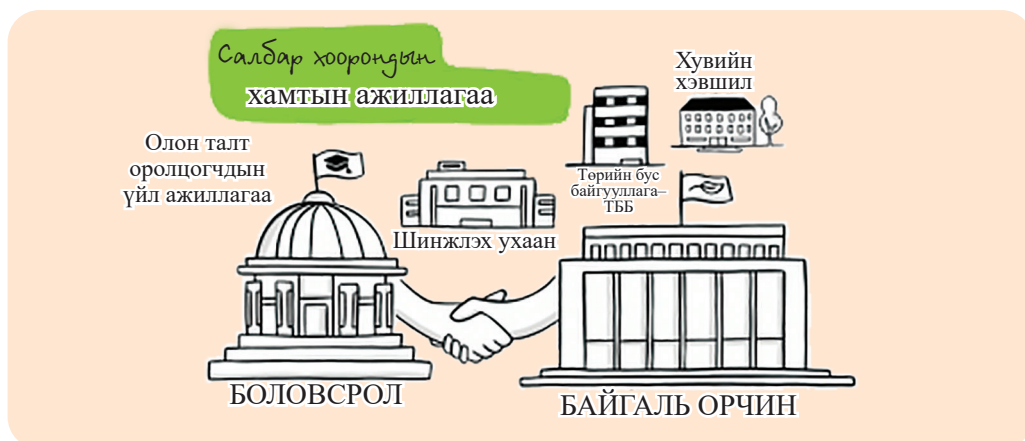 Салбар хоорондын
хамтын ажиллагаа
Хувийн
хэвшил
Олон талт
оролцогчдын
үйл ажиллагаа
Төрийн бус
байгууллага–
ТББ
Шинжлэх ухаан
БОЛОВСРОЛ
БАЙГАЛЬ ОРЧИН